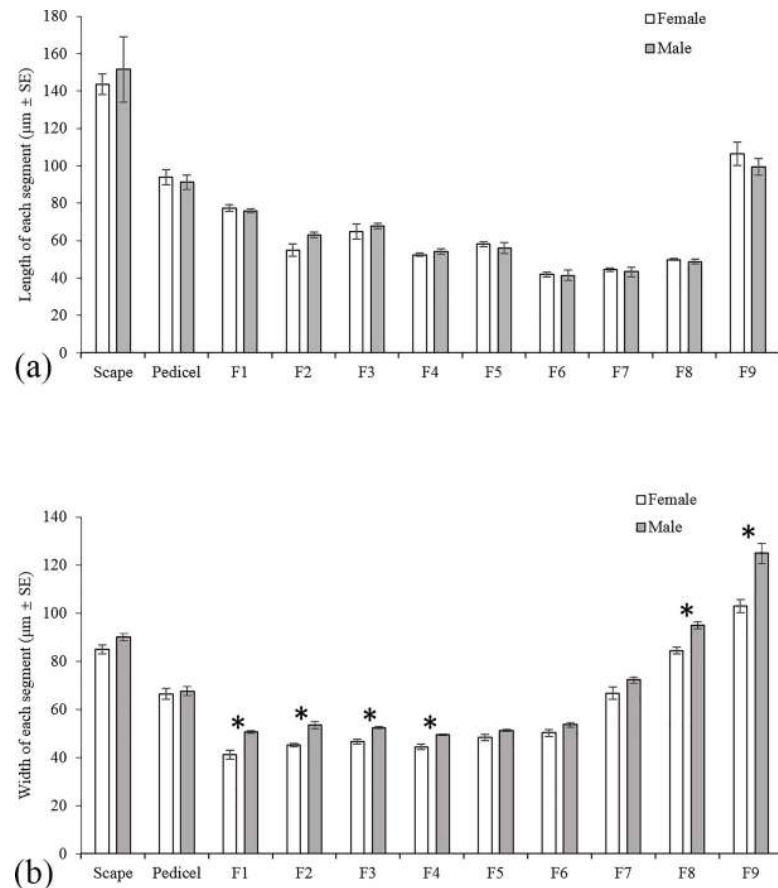 180
160
140
120
100
80
60
40
20
0
Length of each segment (µm ± SE)
Female
Male
(a)
Scape Pedicel F1 F2 F3 F4 F5 F6 F7 F8 F9
140
120
100
80
60
40
20
0
Width of each segment (µm ± SE)
Female
Male
* * * * * *
(b)
Scape Pedicel F1 F2 F3 F4 F5 F6 F7 F8 F9